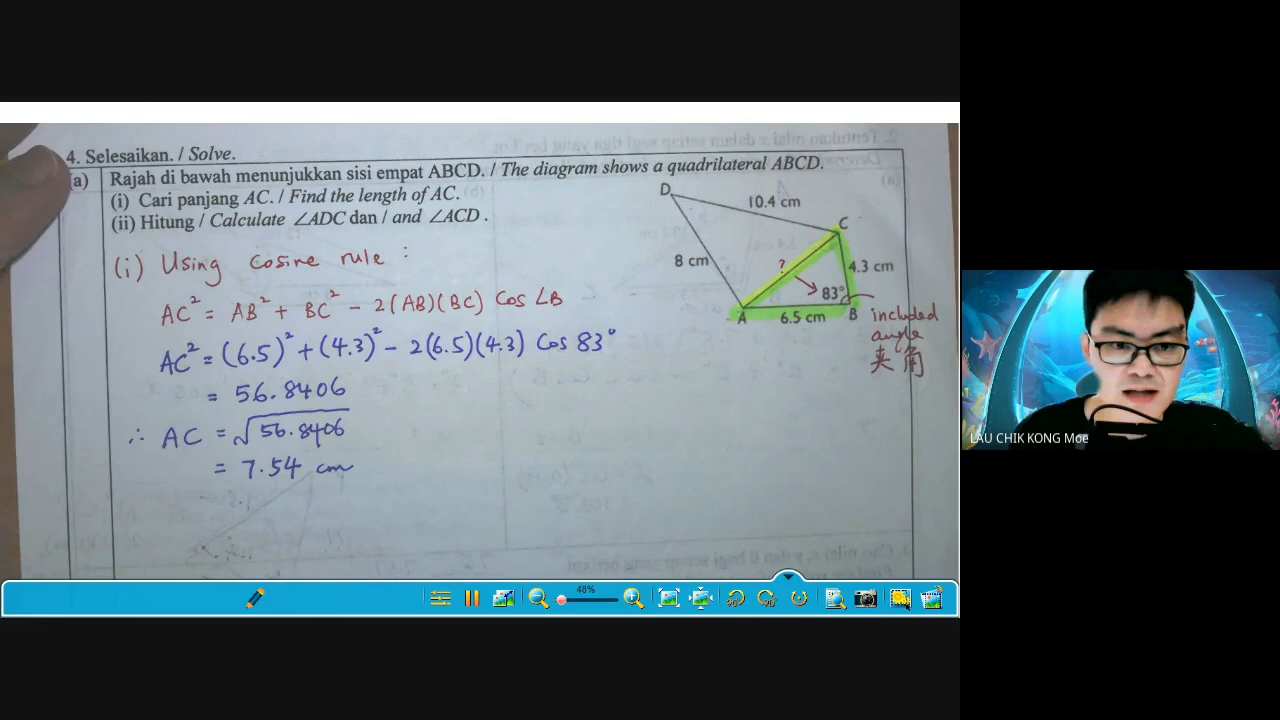 4. Selesaikan. / Solve.
(a) Rajah di bawah menunjukkan sisi empat ABCD. / The diagram shows a quadrilateral ABCD.
(i) Cari panjang AC. / Find the length of AC.
(ii) Hitung / Calculate ∠ADC dan / and ∠ACD.
D
10.4 cm
C
8 cm
?
4.3 cm
83°
A
6.5 cm
B
included
angle
夹角
(i) Using cosine rule :
AC² = AB² + BC² - 2(AB)(BC) Cos ∠B
AC² = (6.5)² + (4.3)² - 2(6.5)(4.3) Cos 83°
= 56.8406
∴ AC = √56.8406
= 7.54 cm
48%
LAU CHIK KONG Moe